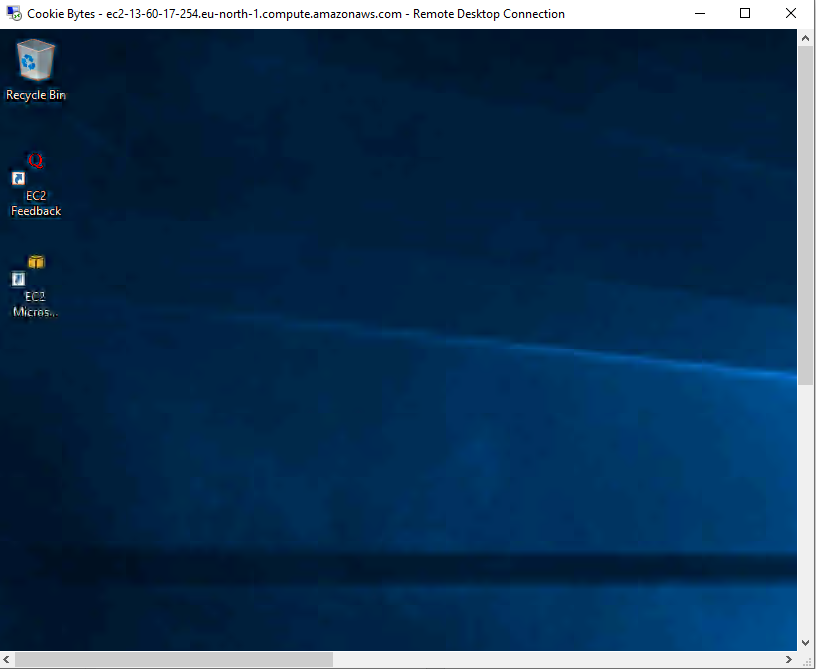 Cookie Bytes - ec2-13-60-17-254.eu-north-1.compute.amazonaws.com - Remote Desktop Connection
Recycle Bin
EC2
Feedback
EC2
Micros...